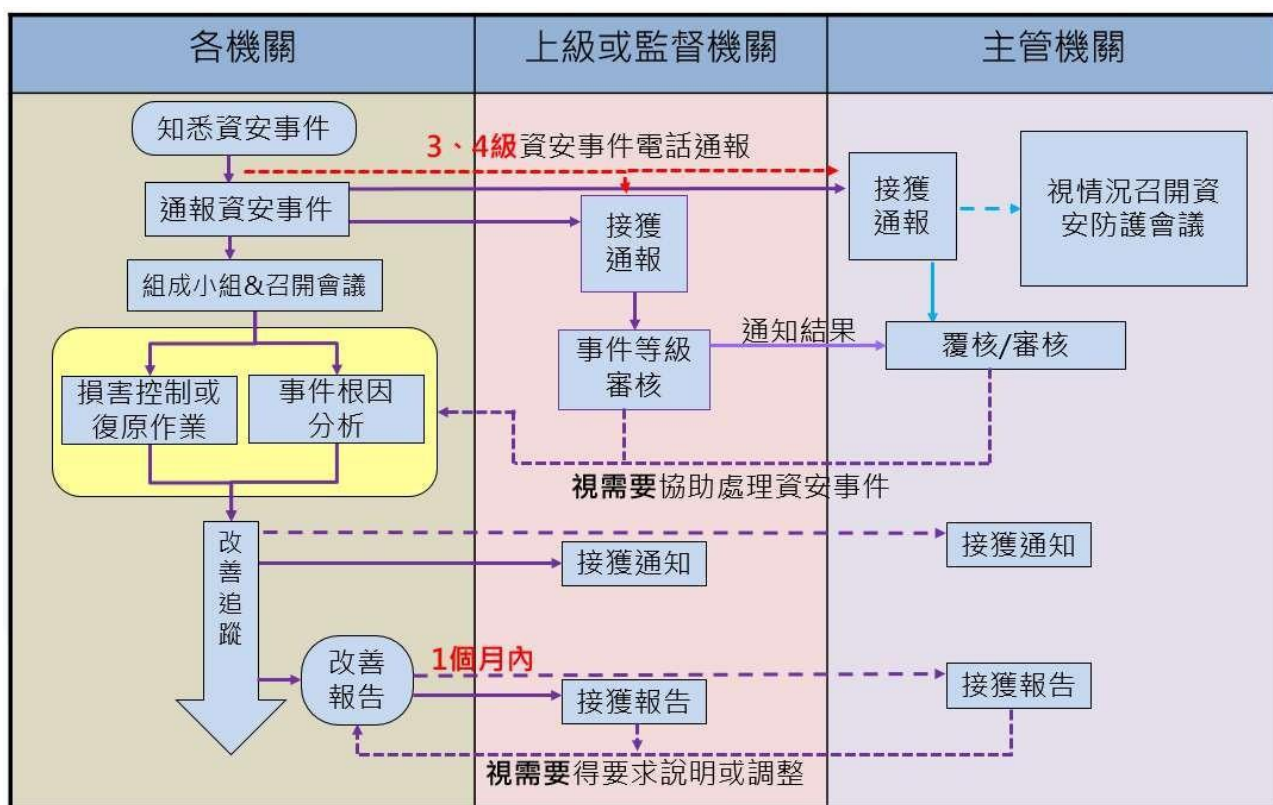 各機關
上級或監督機關
主管機關
知悉資安事件
3、4級資安事件電話通報
通報資安事件
接獲
通報
接獲
通報
視情況召開資
安防護會議
組成小組&召開會議
損害控制或
復原作業
事件根因
分析
事件等級
審核
通知結果
覆核/審核
視需要協助處理資安事件
改善追蹤
接獲通知
接獲通知
改善
報告
1個月內
接獲報告
接獲報告
視需要得要求說明或調整